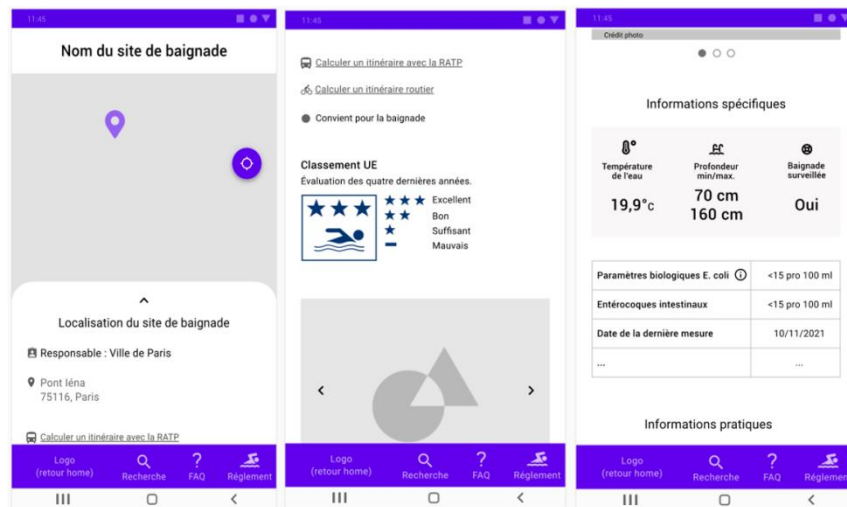 11:45
Nom du site de baignade
Localisation du site de baignade
Responsable : Ville de Paris
Pont Iéna
75116, Paris
Calculer un itinéraire avec la RATP
Logo
(retour home)
Recherche
FAQ
Réglement
11:45
Calculer un itinéraire avec la RATP
Calculer un itinéraire routier
Convient pour la baignade
Classement UE
Évaluation des quatre dernières années.
Excellent
Bon
Suffisant
Mauvais
Logo
(retour home)
Recherche
FAQ
Réglement
11:45
Crédit photo
Informations spécifiques
Température
de l'eau
19,9°c
Profondeur
min/max.
70 cm
160 cm
Baignade
surveillée
Oui
Paramètres biologiques E. coli <15 pro 100 ml
Entérocoques intestinaux <15 pro 100 ml
Date de la dernière mesure 10/11/2021
... ...
Informations pratiques
Logo
(retour home)
Recherche
FAQ
Réglement